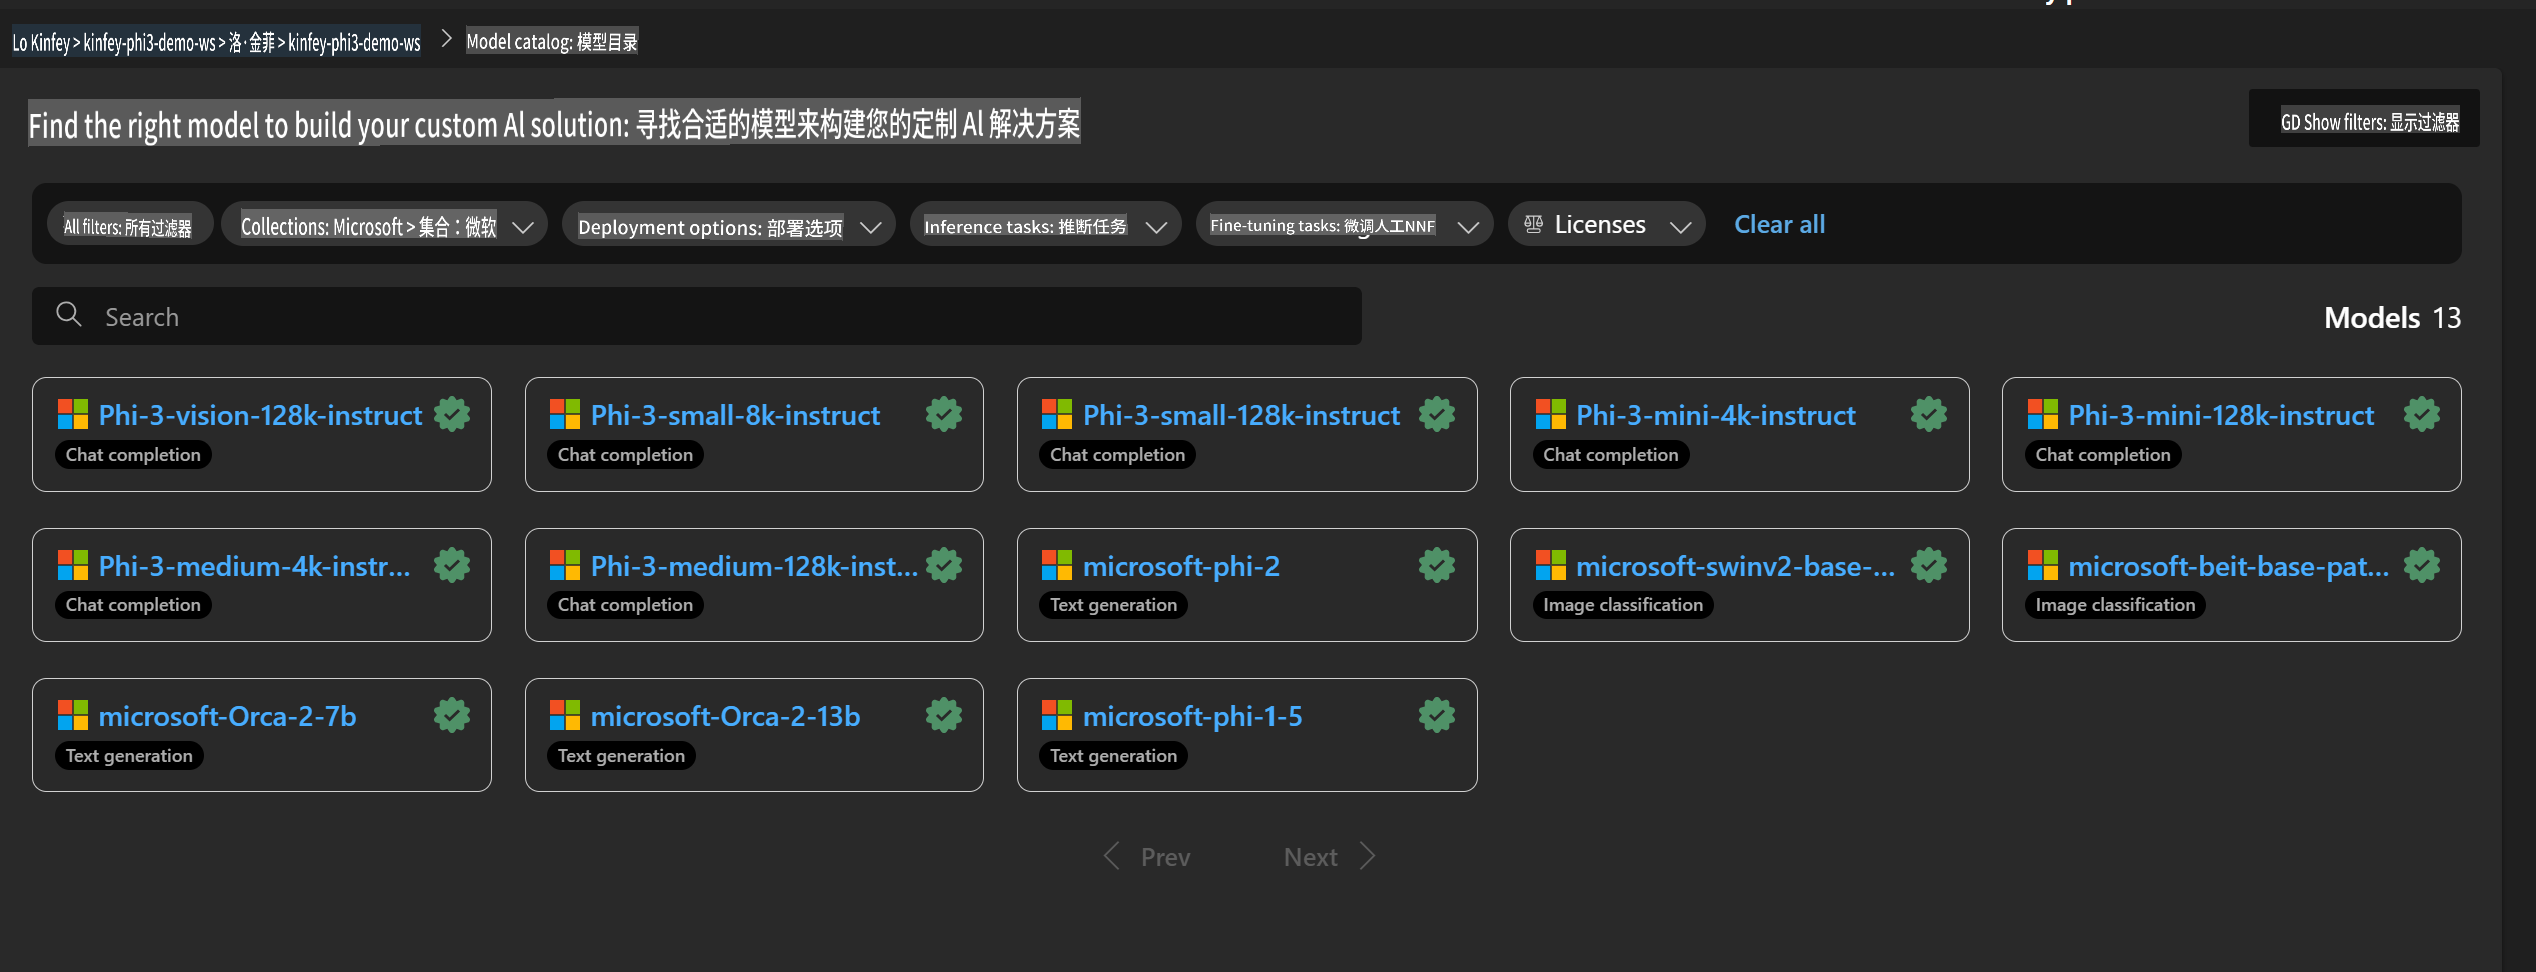 Lo Kinfey > kinfey-phi3-demo-ws > 洛·金菲 > kinfey-phi3-demo-ws > Model catalog: 模型目录
Find the right model to build your custom Al solution: 寻找合适的模型来构建您的定制 Al 解决方案
GD Show filters: 显示过滤器
All filters: 所有过滤器
Collections: Microsoft > 集合：微软
Deployment options: 部署选项
Inference tasks: 推断任务
Fine-tuning tasks: 微调人工NNF
Licenses
Clear all
Search
Models 13
Phi-3-vision-128k-instruct
Chat completion
Phi-3-small-8k-instruct
Chat completion
Phi-3-small-128k-instruct
Chat completion
Phi-3-mini-4k-instruct
Chat completion
Phi-3-mini-128k-instruct
Chat completion
Phi-3-medium-4k-instr...
Chat completion
Phi-3-medium-128k-inst...
Chat completion
microsoft-phi-2
Text generation
microsoft-swinv2-base-...
Image classification
microsoft-beit-base-pat...
Image classification
microsoft-Orca-2-7b
Text generation
microsoft-Orca-2-13b
Text generation
microsoft-phi-1-5
Text generation
Prev
Next